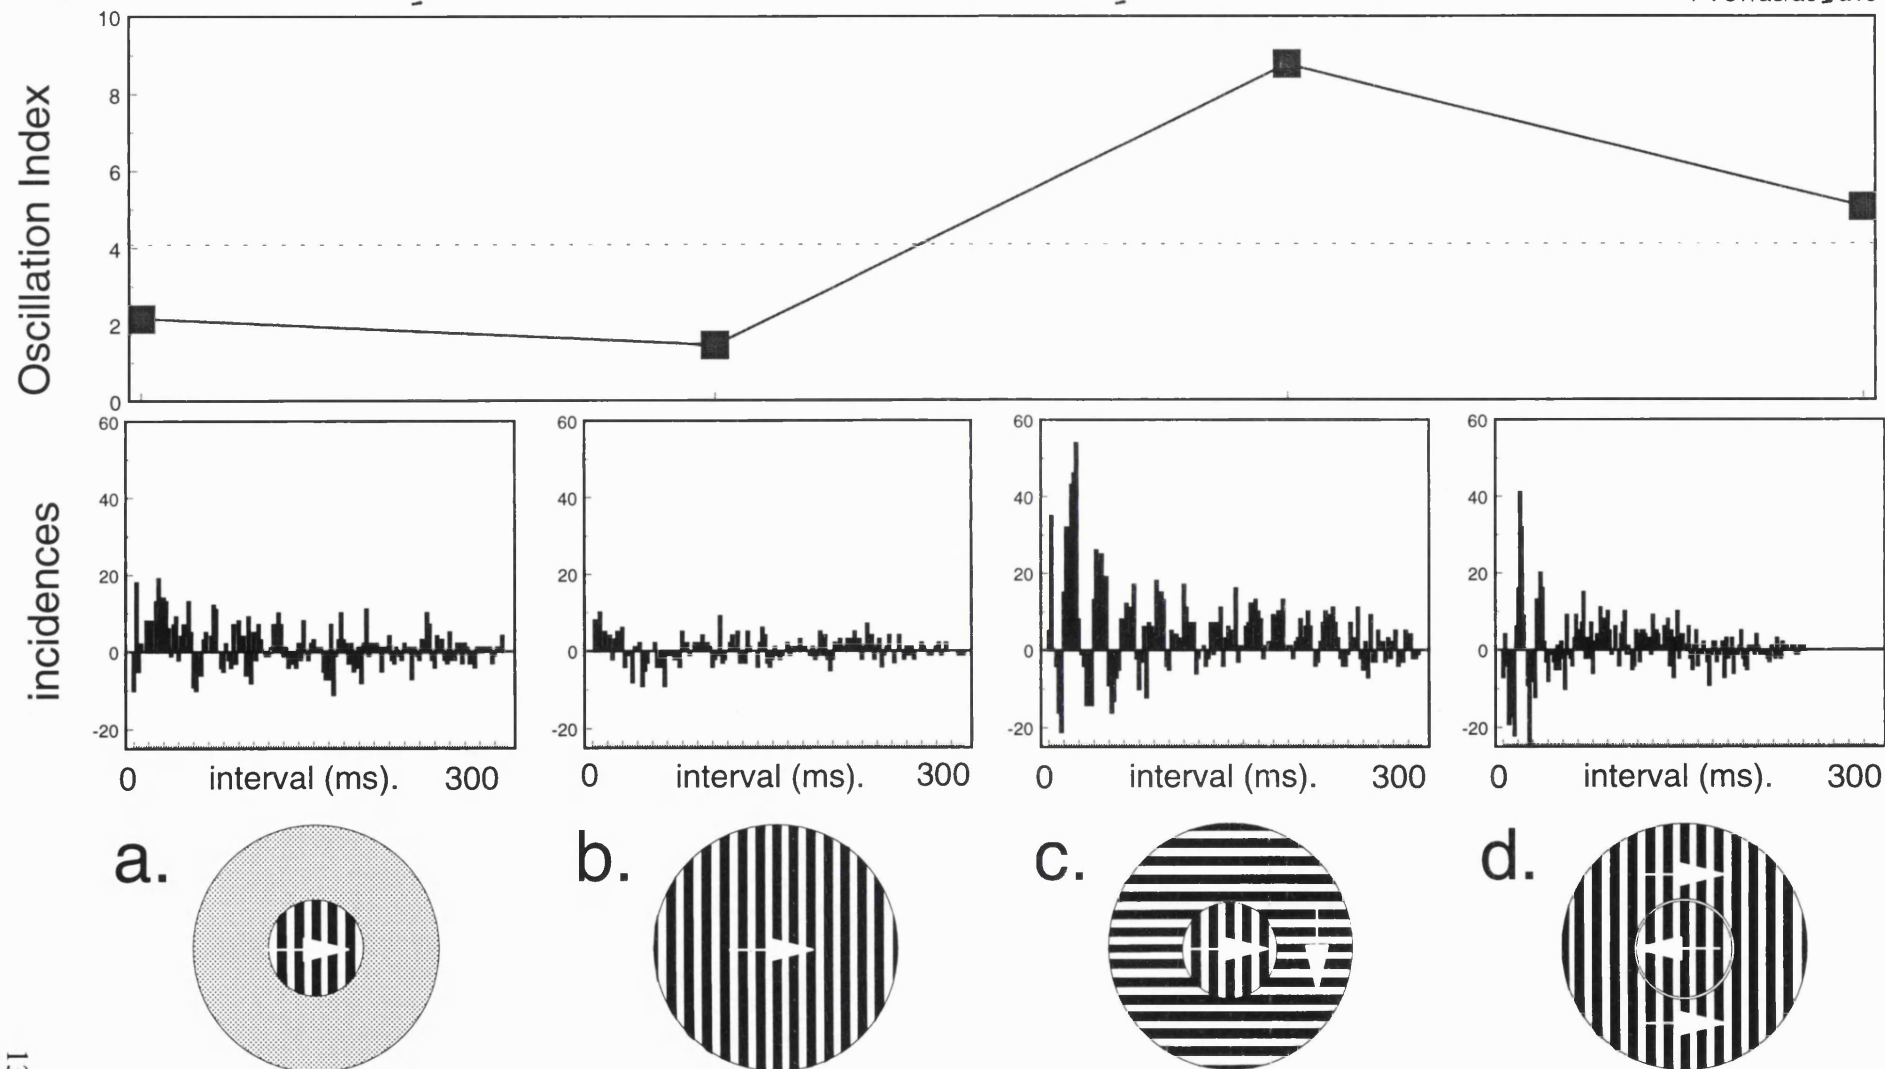 10
8
6
4
2
0
Oscillation Index
60 60 60 60
40 40 40 40
20 20 20 20
0 0 0 0
-20 -20 -20 -20
incidences
0 interval (ms). 300 0 interval (ms). 300 0 interval (ms). 300 0 interval (ms). 300
a. b. c. d.